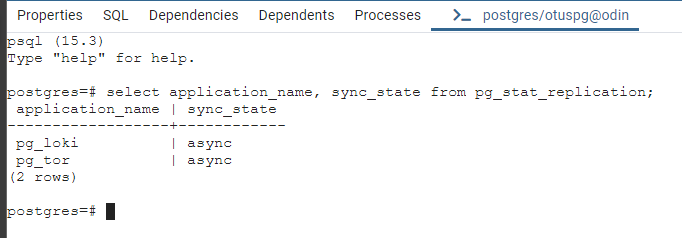 Properties SQL Dependencies Dependents Processes >_ postgres/otuspg@odin
psql (15.3)
Type "help" for help.
postgres=# select application_name, sync_state from pg_stat_replication;
 application_name | sync_state
------------------+------------
 pg_loki          | async
 pg_tor           | async
(2 rows)
postgres=#